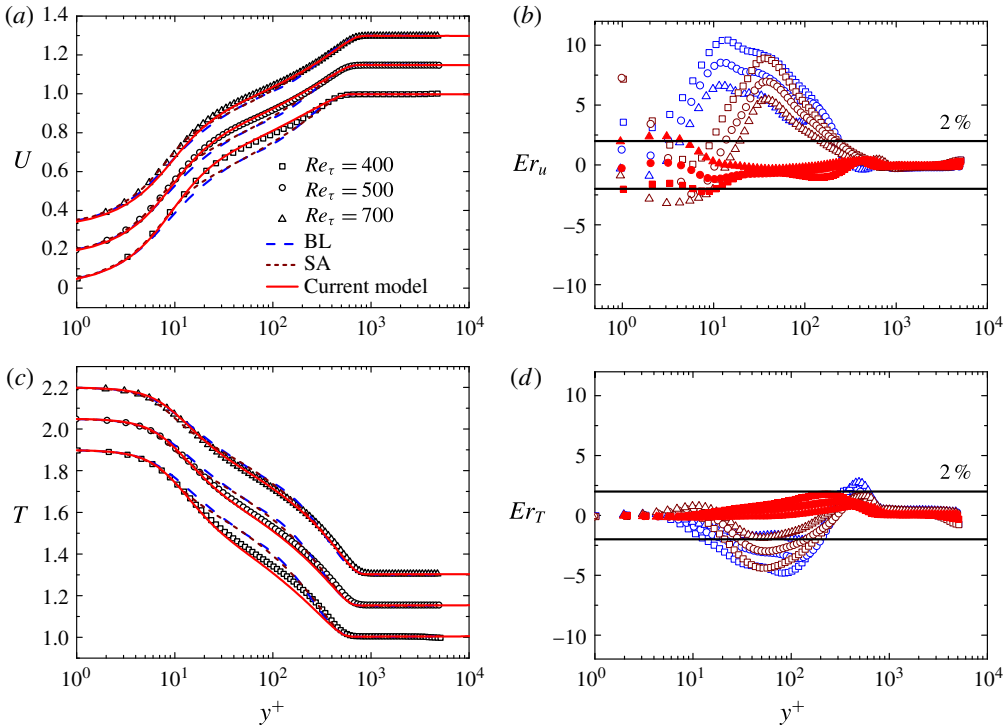 (a)
1.4
1.2
1.0
0.8
0.6
0.4
0.2
0
U
Re_τ = 400
Re_τ = 500
Re_τ = 700
BL
SA
Current model
10^0
10^1
10^2
10^3
10^4
(b)
10
5
0
−5
−10
Er_u
2 %
10^0
10^1
10^2
10^3
10^4
(c)
2.2
2.0
1.8
1.6
1.4
1.2
1.0
T
10^0
10^1
10^2
10^3
10^4
y^+
(d)
10
5
0
−5
−10
Er_T
2 %
10^0
10^1
10^2
10^3
10^4
y^+